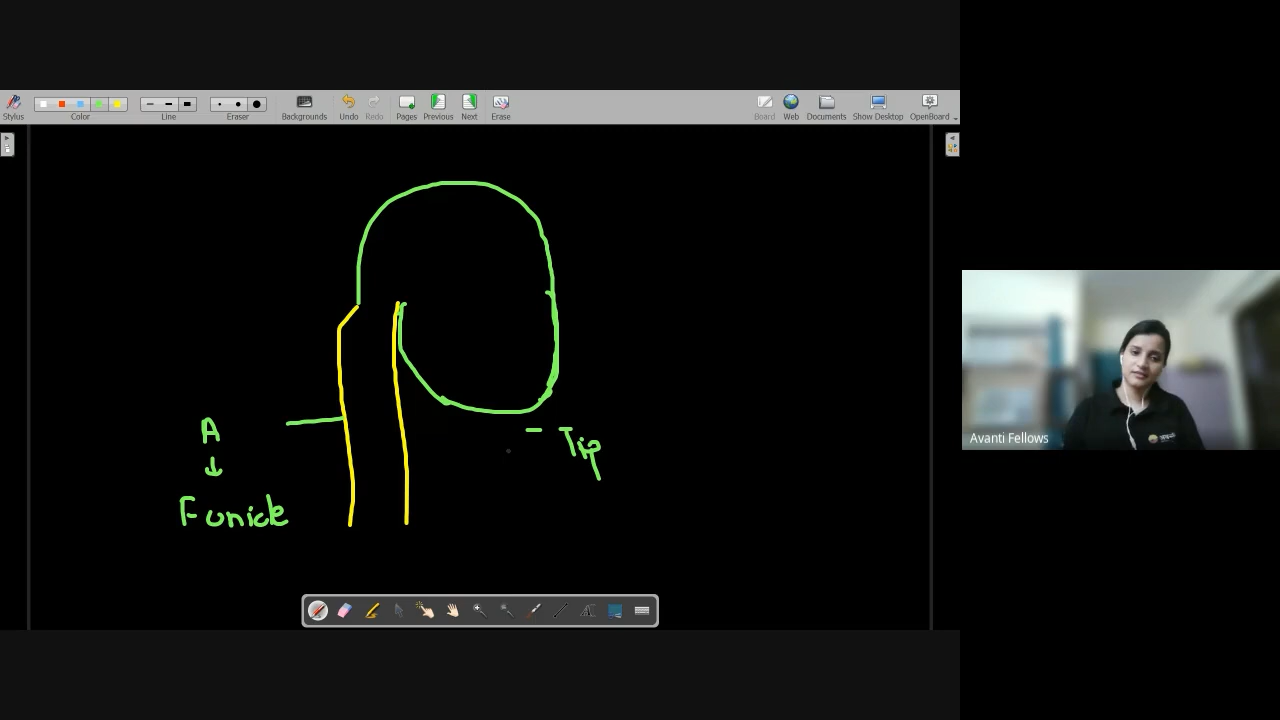 Stylus
Color
Line
Eraser
Backgrounds
Undo
Redo
Pages
Previous
Next
Erase
Board
Web
Documents
Show Desktop
OpenBoard
A
Funicle
Tip
Avanti Fellows